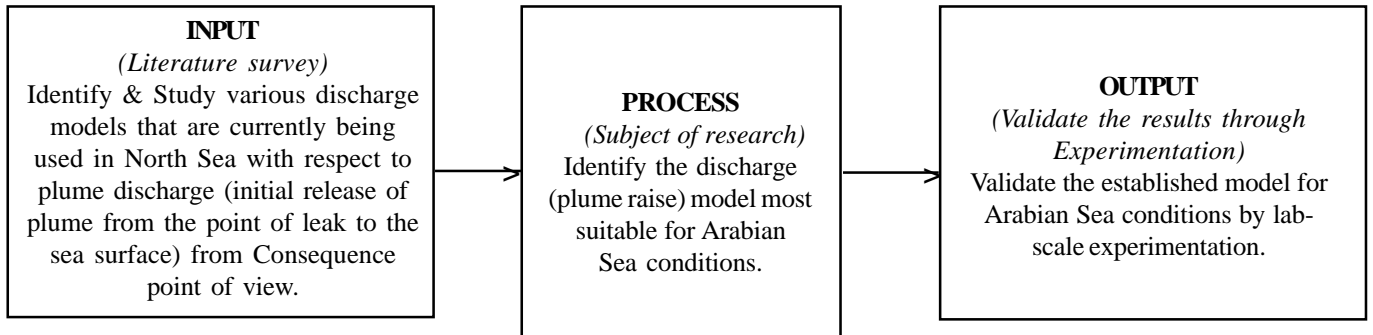 INPUT
(Literature survey)
Identify & Study various discharge
models that are currently being
used in North Sea with respect to
plume discharge (initial release of
plume from the point of leak to the
sea surface) from Consequence
point of view.
PROCESS
(Subject of research)
Identify the discharge
(plume raise) model most
suitable for Arabian
Sea conditions.
OUTPUT
(Validate the results through
Experimentation)
Validate the established model for
Arabian Sea conditions by lab-
scale experimentation.